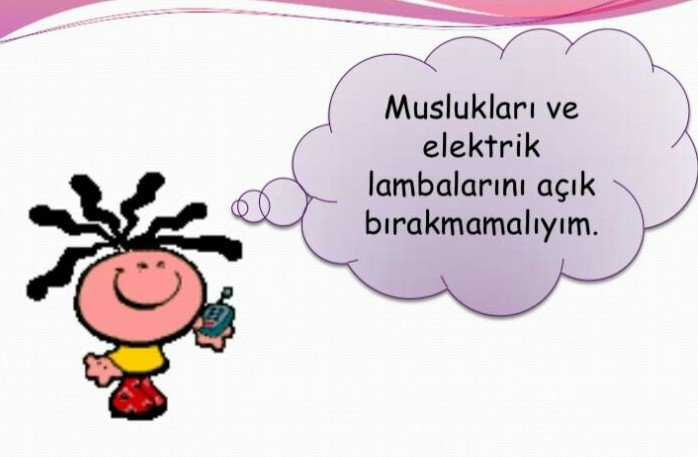 Muslukları ve
elektrik
lambalarını açık
bırakmamalıyım.